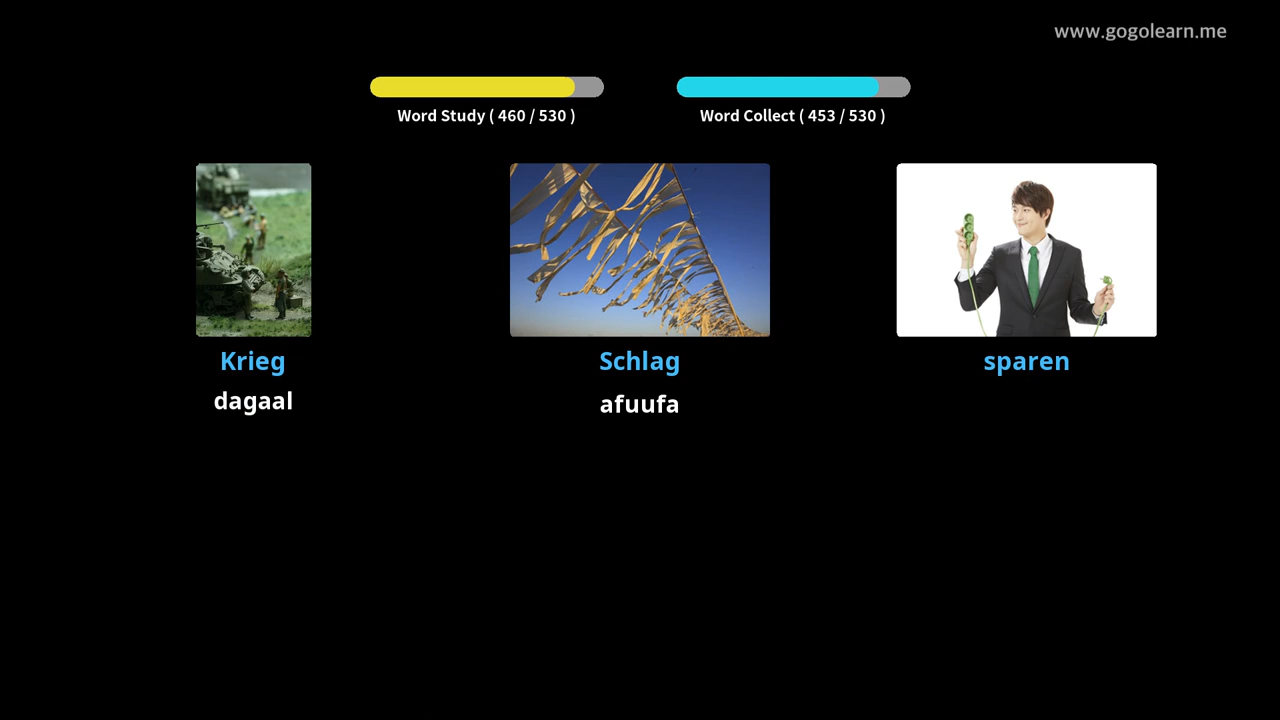 www.gogolearn.me
Word Study ( 460 / 530 )
Word Collect ( 453 / 530 )
Krieg
Schlag
sparen
dagaal
afuufa